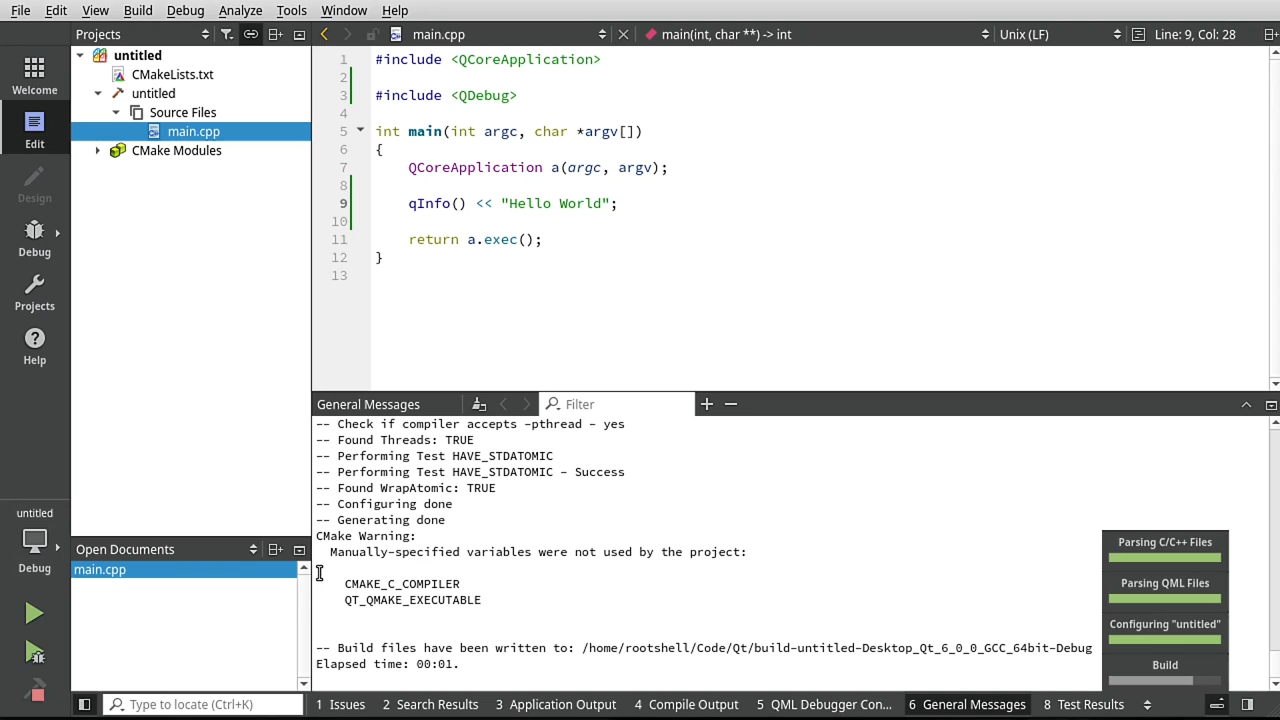 File Edit View Build Debug Analyze Tools Window Help
Projects
main.cpp
main(int, char **) -> int
Unix (LF)
Line: 9, Col: 28
Welcome
Edit
Design
Debug
Projects
Help
untitled
CMakeLists.txt
untitled
Source Files
main.cpp
CMake Modules
1 #include <QCoreApplication>
2
3 #include <QDebug>
4
5 int main(int argc, char *argv[])
6 {
7 QCoreApplication a(argc, argv);
8
9 qInfo() << "Hello World";
10
11 return a.exec();
12 }
13
General Messages
Filter
-- Check if compiler accepts -pthread - yes
-- Found Threads: TRUE
-- Performing Test HAVE_STDATOMIC
-- Performing Test HAVE_STDATOMIC - Success
-- Found WrapAtomic: TRUE
-- Configuring done
-- Generating done
CMake Warning:
Manually-specified variables were not used by the project:
CMAKE_C_COMPILER
QT_QMAKE_EXECUTABLE
-- Build files have been written to: /home/rootshell/Code/Qt/build-untitled-Desktop_Qt_6_0_0_GCC_64bit-Debug
Elapsed time: 00:01.
Parsing C/C++ Files
Parsing QML Files
Configuring "untitled"
Build
untitled
Debug
Open Documents
main.cpp
Type to locate (Ctrl+K)
1 Issues
2 Search Results
3 Application Output
4 Compile Output
5 QML Debugger Con...
6 General Messages
8 Test Results